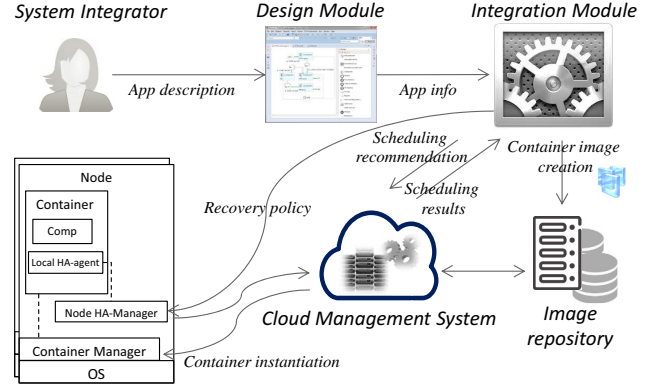 System Integrator
Design Module
Integration Module
App description
App info
Scheduling
recommendation
Container image
creation
Scheduling
results
Recovery policy
Node
Container
Comp
Local HA-agent
Node HA-Manager
Container Manager
OS
Cloud Management System
Image
repository
Container instantiation